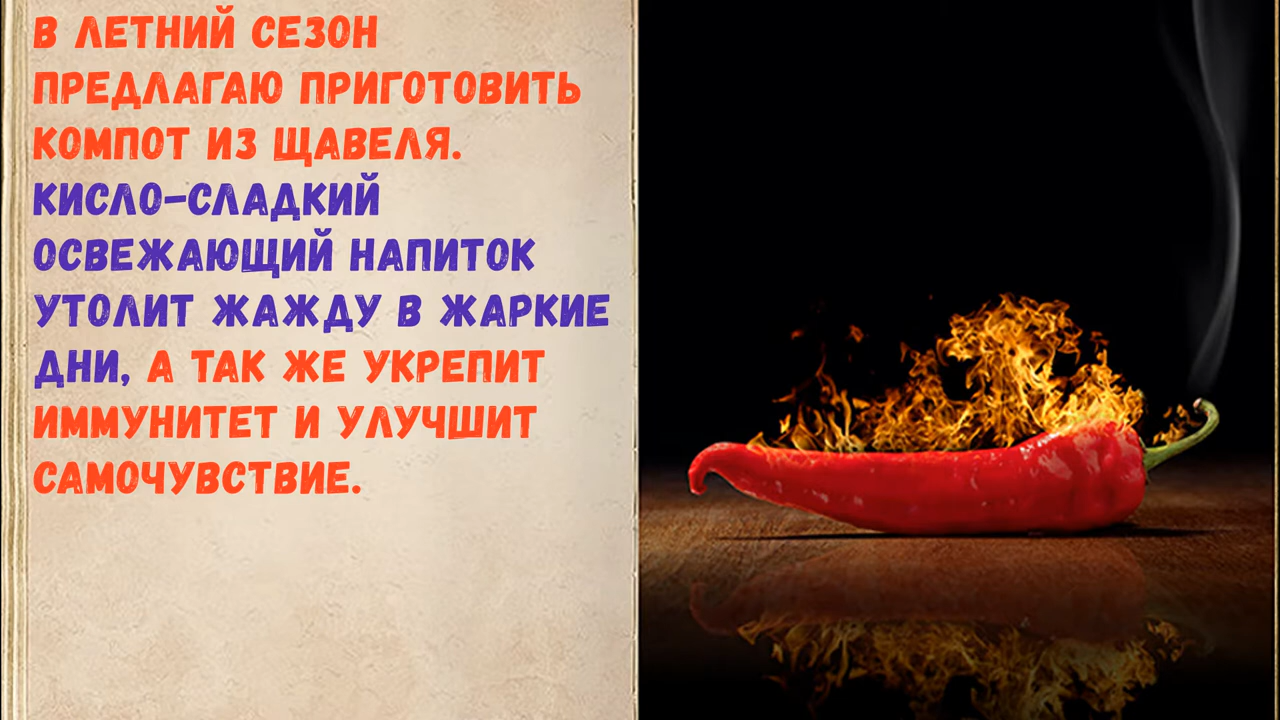 В ЛЕТНИЙ СЕЗОН
ПРЕДЛАГАЮ ПРИГОТОВИТЬ
КОМПОТ ИЗ ЩАВЕЛЯ.
КИСЛО-СЛАДКИЙ
ОСВЕЖАЮЩИЙ НАПИТОК
УТОЛИТ ЖАЖДУ В ЖАРКИЕ
ДНИ, А ТАК ЖЕ УКРЕПИТ
ИММУНИТЕТ И УЛУЧШИТ
САМОЧУВСТВИЕ.